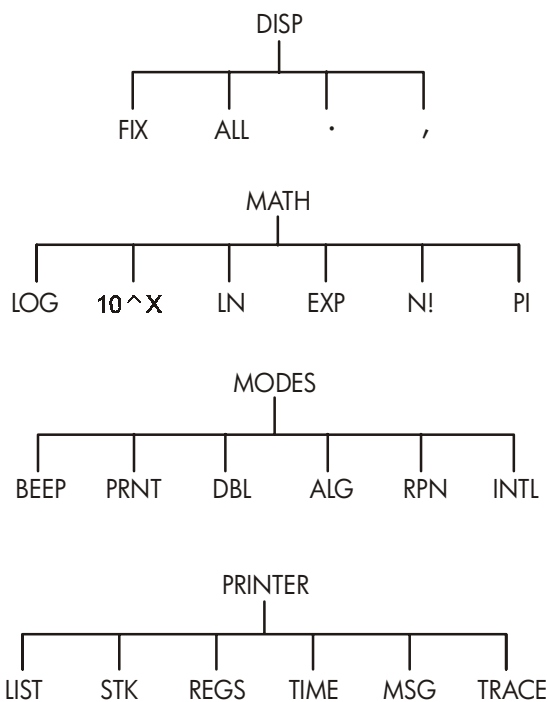 DISP
FIX ALL . ,
MATH
LOG 10^X LN EXP N! PI
MODES
BEEP PRNT DBL ALG RPN INTL
PRINTER
LIST STK REGS TIME MSG TRACE